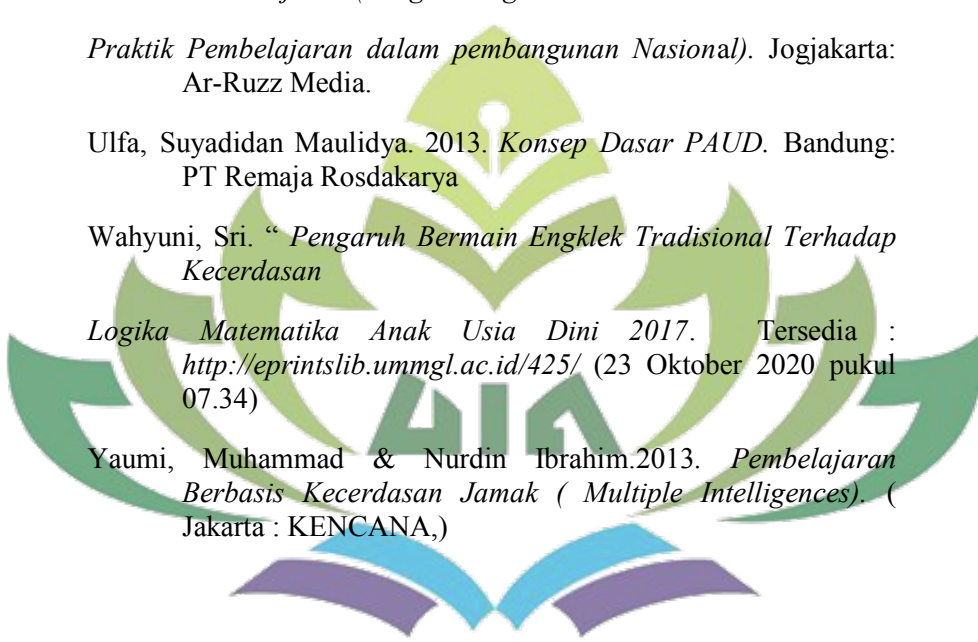 Praktik Pembelajaran dalam pembangunan Nasional). Jogjakarta:
Ar-Ruzz Media.
Ulfa, Suyadidan Maulidya. 2013. Konsep Dasar PAUD. Bandung:
PT Remaja Rosdakarya
Wahyuni, Sri. “ Pengaruh Bermain Engklek Tradisional Terhadap
Kecerdasan
Logika Matematika Anak Usia Dini 2017. Tersedia :
http://eprintslib.ummgl.ac.id/425/ (23 Oktober 2020 pukul
07.34)
Yaumi, Muhammad & Nurdin Ibrahim.2013. Pembelajaran
Berbasis Kecerdasan Jamak ( Multiple Intelligences). (
Jakarta : KENCANA,)